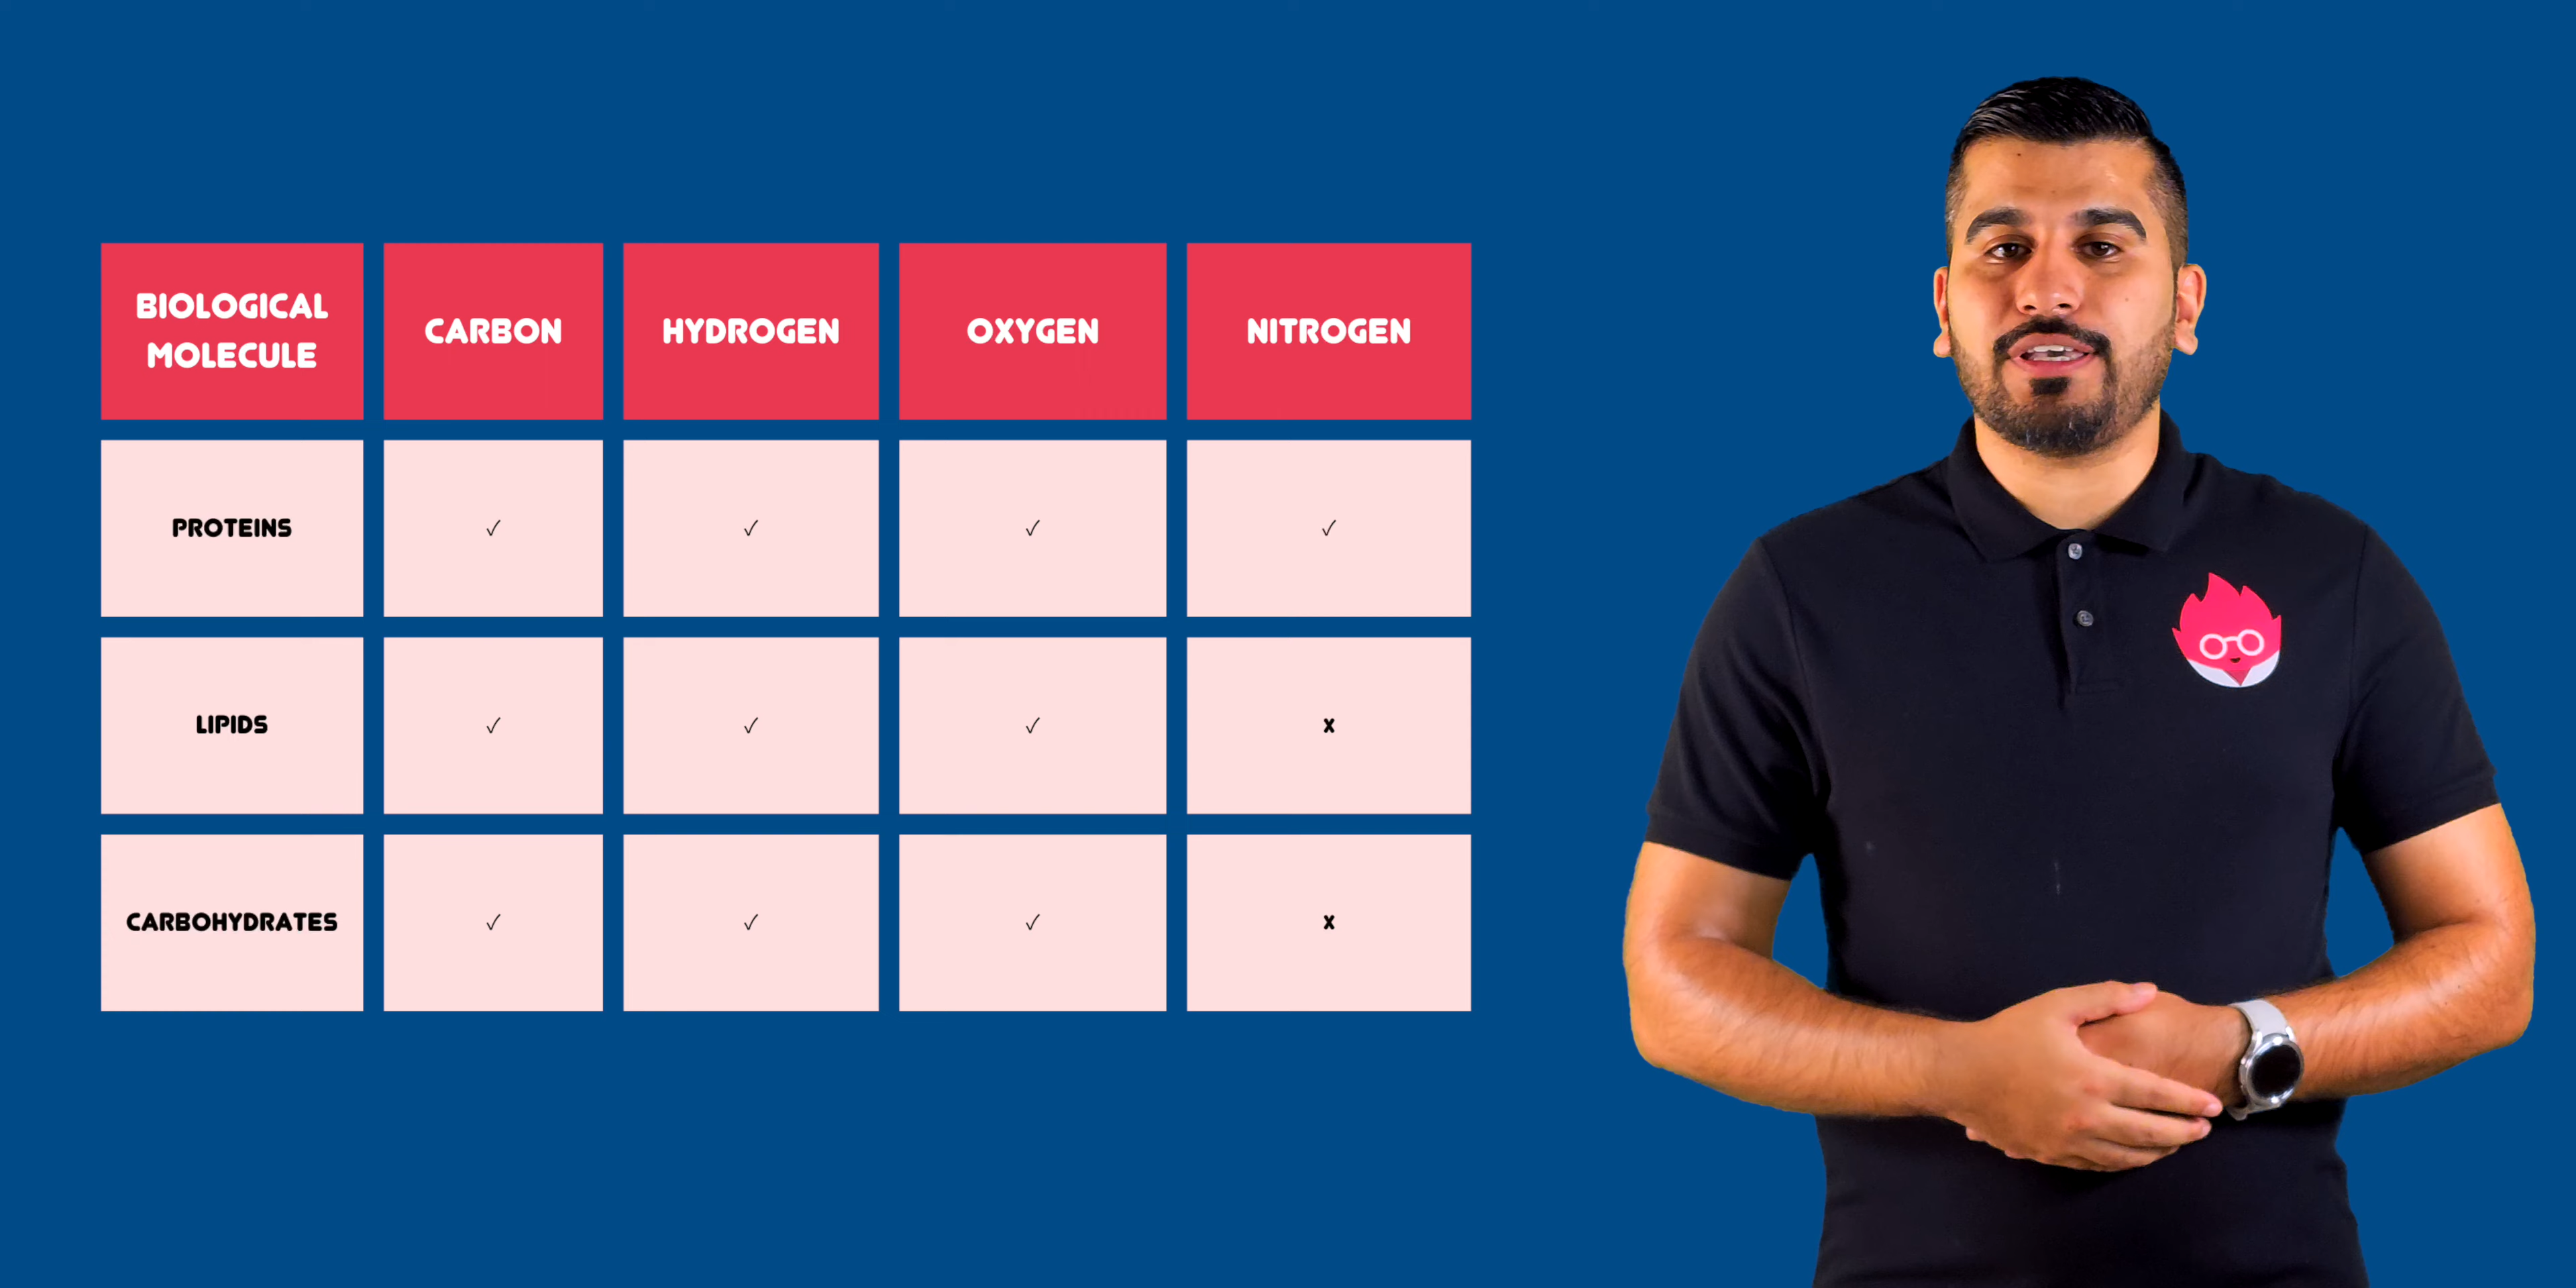 BIOLOGICAL
MOLECULE
CARBON
HYDROGEN
OXYGEN
NITROGEN
PROTEINS
✓
✓
✓
✓
LIPIDS
✓
✓
✓
X
CARBOHYDRATES
✓
✓
✓
X